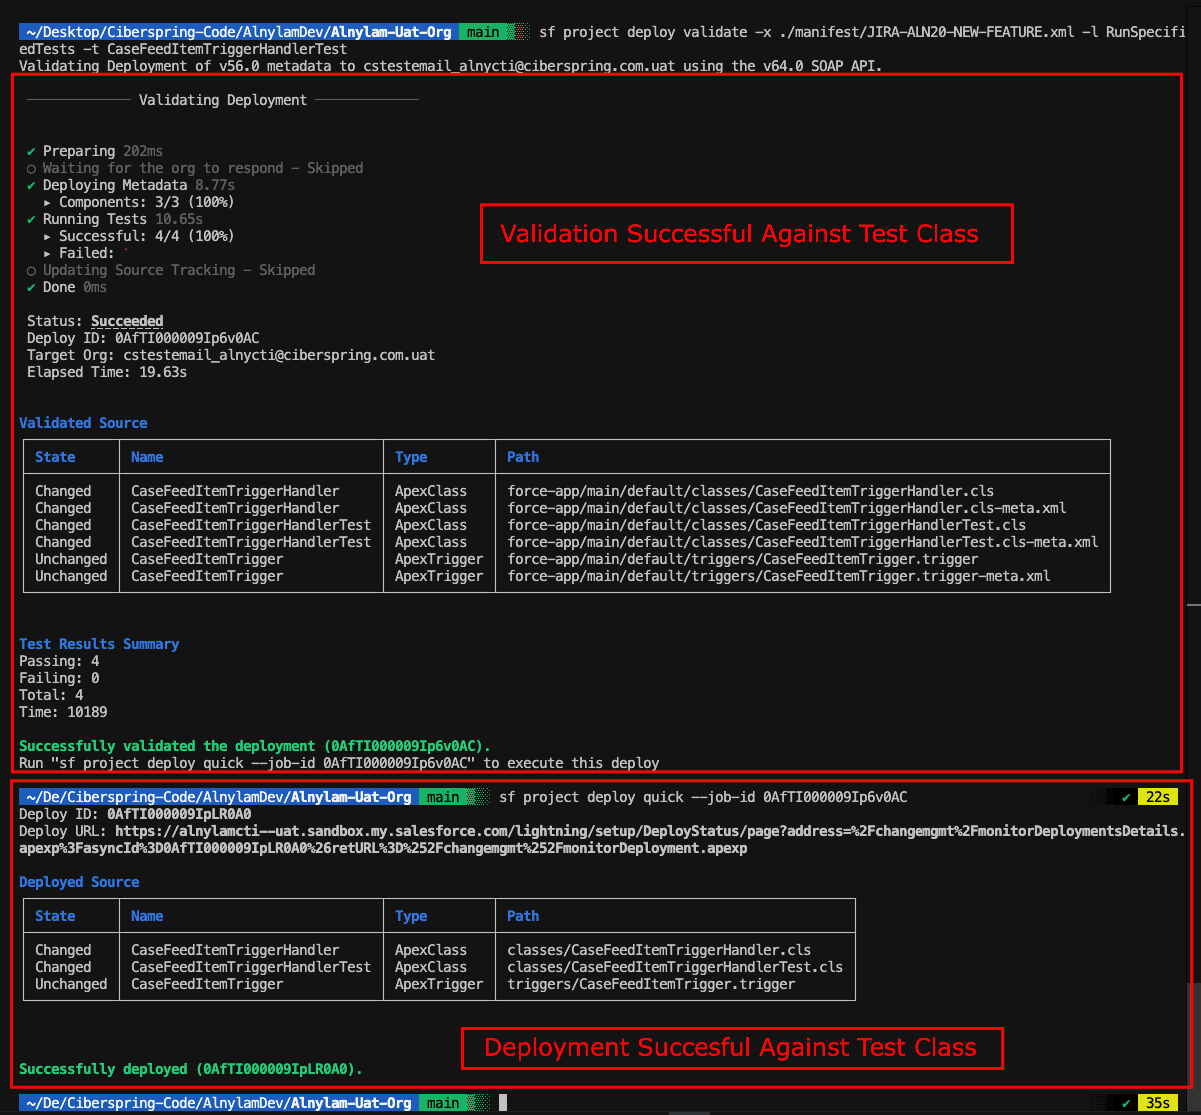 ~/Desktop/Ciberspring-Code/AlnylamDev/Alnylam-Uat-Org main sf project deploy validate -x ./manifest/JIRA-ALN20-NEW-FEATURE.xml -l RunSpecifi
edTests -t CaseFeedItemTriggerHandlerTest
Validating Deployment of v56.0 metadata to cstestemail_alnycti@ciberspring.com.uat using the v64.0 SOAP API.
Validating Deployment
✔ Preparing 202ms
○ Waiting for the org to respond – Skipped
✔ Deploying Metadata 8.77s
▸ Components: 3/3 (100%)
✔ Running Tests 10.65s
▸ Successful: 4/4 (100%)
Validation Successful Against Test Class
▸ Failed:
○ Updating Source Tracking – Skipped
✔ Done 0ms
Status: Succeeded
Deploy ID: 0AfTI000009Ip6v0AC
Target Org: cstestemail_alnycti@ciberspring.com.uat
Elapsed Time: 19.63s
Validated Source
State Name Type Path
Changed CaseFeedItemTriggerHandler ApexClass force-app/main/default/classes/CaseFeedItemTriggerHandler.cls
Changed CaseFeedItemTriggerHandler ApexClass force-app/main/default/classes/CaseFeedItemTriggerHandler.cls-meta.xml
Changed CaseFeedItemTriggerHandlerTest ApexClass force-app/main/default/classes/CaseFeedItemTriggerHandlerTest.cls
Changed CaseFeedItemTriggerHandlerTest ApexClass force-app/main/default/classes/CaseFeedItemTriggerHandlerTest.cls-meta.xml
Unchanged CaseFeedItemTrigger ApexTrigger force-app/main/default/triggers/CaseFeedItemTrigger.trigger
Unchanged CaseFeedItemTrigger ApexTrigger force-app/main/default/triggers/CaseFeedItemTrigger.trigger-meta.xml
Test Results Summary
Passing: 4
Failing: 0
Total: 4
Time: 10189
Successfully validated the deployment (0AfTI000009Ip6v0AC).
Run "sf project deploy quick --job-id 0AfTI000009Ip6v0AC" to execute this deploy
~/De/Ciberspring-Code/AlnylamDev/Alnylam-Uat-Org main sf project deploy quick --job-id 0AfTI000009Ip6v0AC ✔ 22s
Deploy ID: 0AfTI000009IpLR0A0
Deploy URL: https://alnylamcti--uat.sandbox.my.salesforce.com/lightning/setup/DeployStatus/page?address=%2Fchangemgmt%2FmonitorDeploymentsDetails.
apexp%3FasyncId%3D0AfTI000009IpLR0A0%26retURL%3D%252Fchangemgmt%252FmonitorDeployment.apexp
Deployed Source
State Name Type Path
Changed CaseFeedItemTriggerHandler ApexClass classes/CaseFeedItemTriggerHandler.cls
Changed CaseFeedItemTriggerHandlerTest ApexClass classes/CaseFeedItemTriggerHandlerTest.cls
Unchanged CaseFeedItemTrigger ApexTrigger triggers/CaseFeedItemTrigger.trigger
Deployment Succesful Against Test Class
Successfully deployed (0AfTI000009IpLR0A0).
~/De/Ciberspring-Code/AlnylamDev/Alnylam-Uat-Org main ✔ 35s